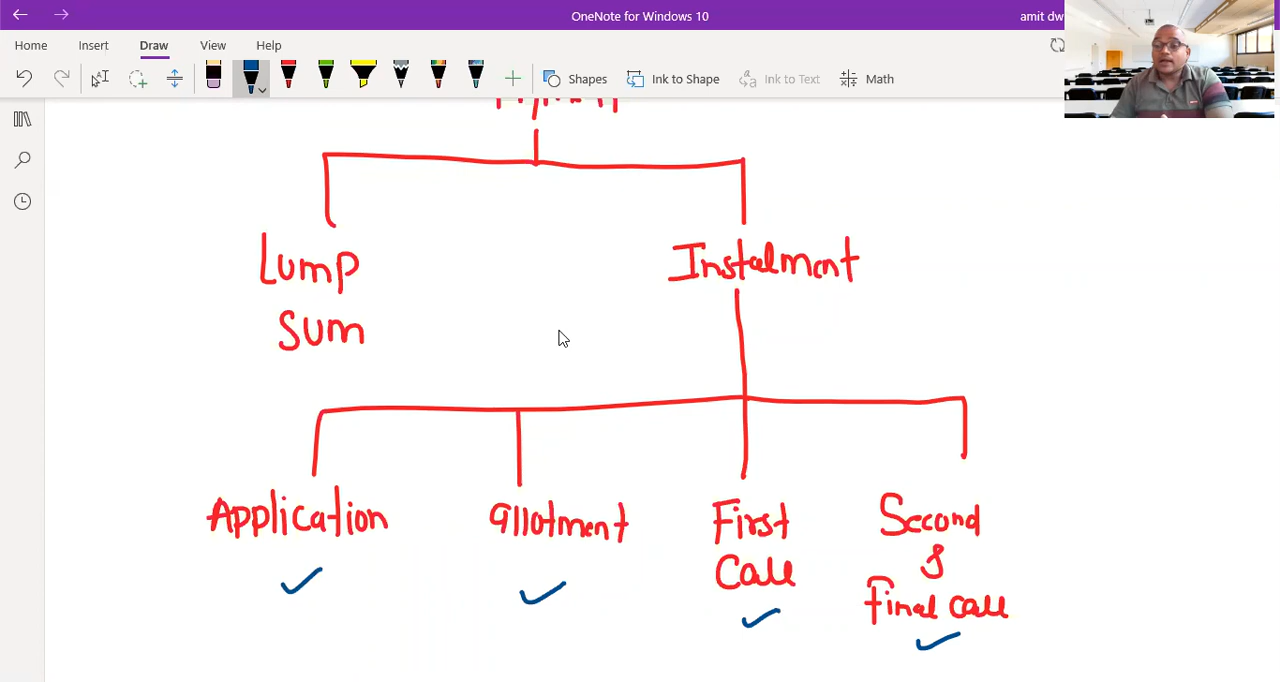 OneNote for Windows 10
amit dw
Home Insert Draw View Help
Shapes Ink to Shape Ink to Text Math
Lump
Sum
Instalment
Application
allotment
First
Call
Second
&
Final call